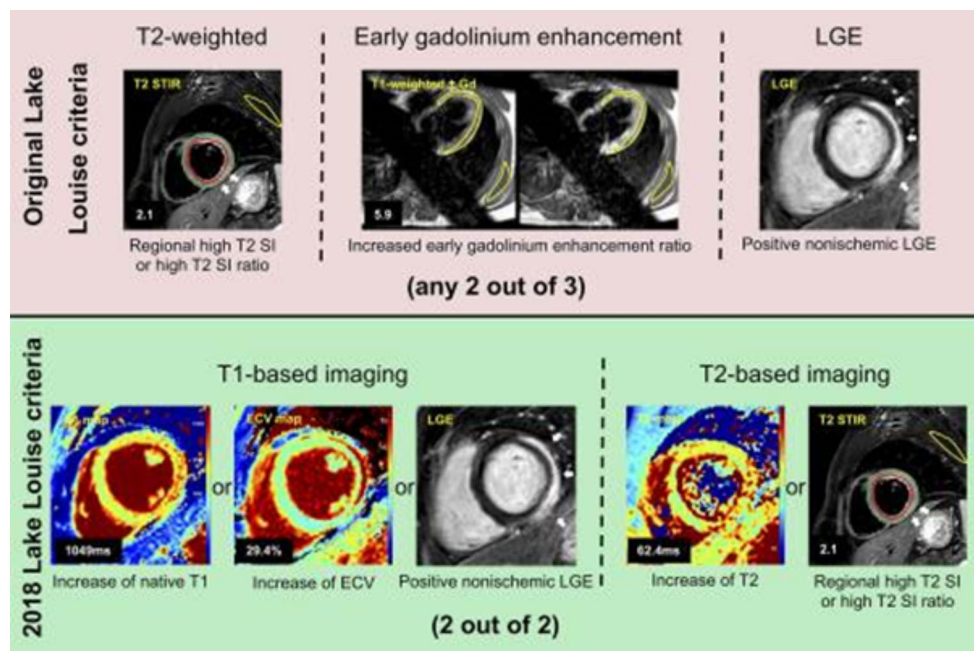 Original Lake
Louise criteria
T2-weighted
Early gadolinium enhancement
LGE
T2 STIR
2.1
T1-weighted ± Gd
5.9
LGE
Regional high T2 SI
or high T2 SI ratio
Increased early gadolinium enhancement ratio
Positive nonischemic LGE
(any 2 out of 3)
2018 Lake Louise criteria
T1-based imaging
T2-based imaging
map
1049ms
or
ECV map
29.4%
or
LGE
map
62.4ms
or
T2 STIR
2.1
Increase of native T1
Increase of ECV
Positive nonischemic LGE
Increase of T2
Regional high T2 SI
or high T2 SI ratio
(2 out of 2)